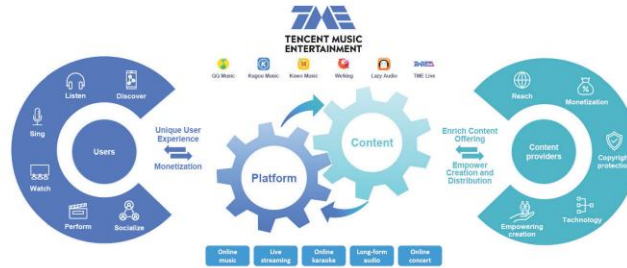 TME
TENCENT MUSIC
ENTERTAINMENT
QQ Music
Kugou Music
Kuwo Music
WeSing
Lazy Audio
TME Live
Listen
Discover
Sing
Users
Watch
Perform
Socialize
Unique User
Experience
Monetization
Platform
Content
Enrich Content
Offering
Empower
Creation and
Distribution
Reach
Monetization
Content
providers
Copyright
protection
Empowering
creation
Technology
Online
music
Live
streaming
Online
karaoke
Long-form
audio
Online
concert